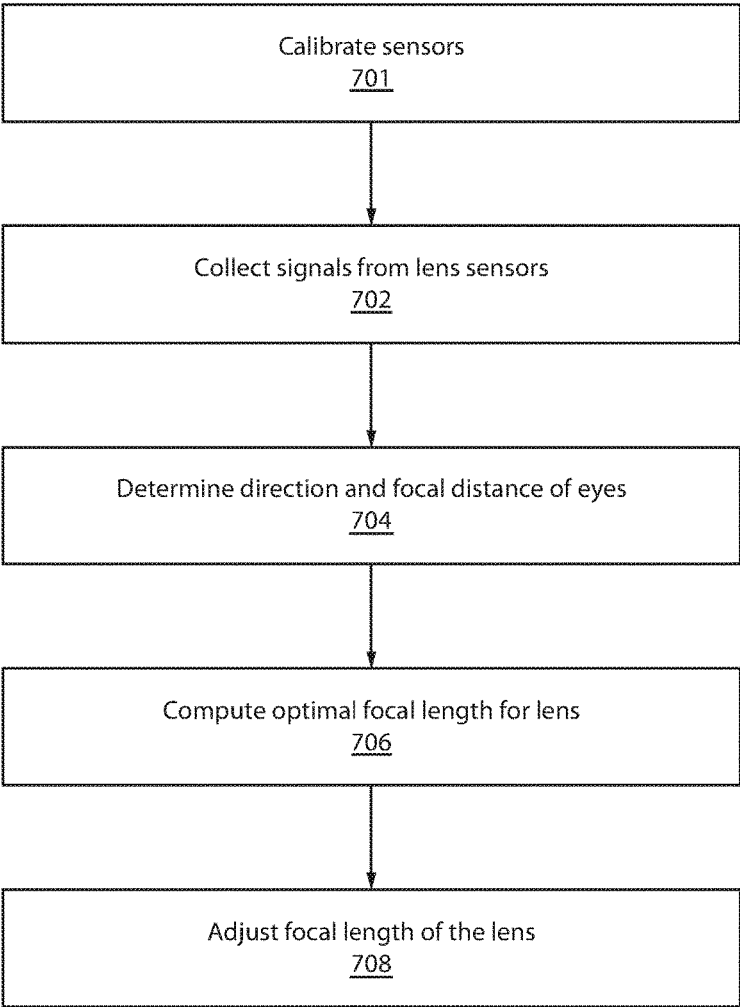 Calibrate sensors
701
Collect signals from lens sensors
702
Determine direction and focal distance of eyes
704
Compute optimal focal length for lens
706
Adjust focal length of the lens
708